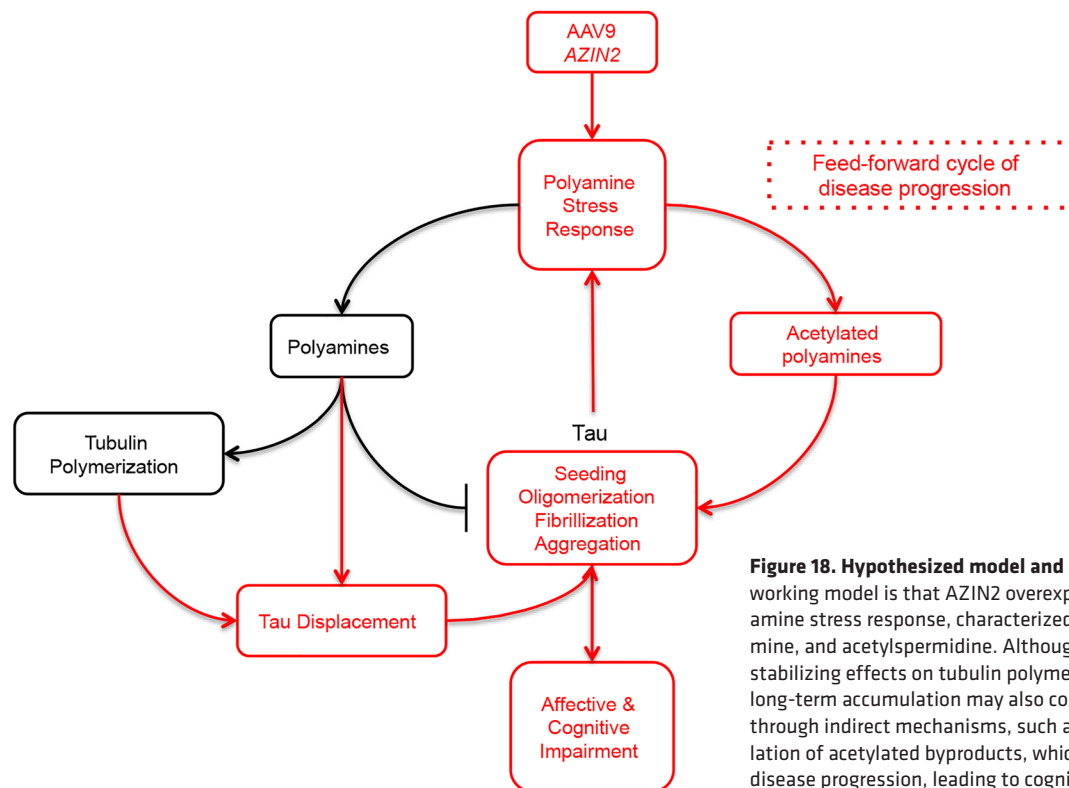 AAV9
AZIN2
Feed-forward cycle of
disease progression
Polyamine
Stress
Response
Polyamines
Acetylated
polyamines
Tubulin
Polymerization
Tau
Seeding
Oligomerization
Fibrillization
Aggregation
Tau Displacement
Affective &
Cognitive
Impairment
Figure 18. Hypothesized model and
working model is that AZIN2 overexp
amine stress response, characterized
mine, and acetylspermidine. Althoug
stabilizing effects on tubulin polyme
long-term accumulation may also co
through indirect mechanisms, such a
lation of acetylated byproducts, whic
disease progression, leading to cogni